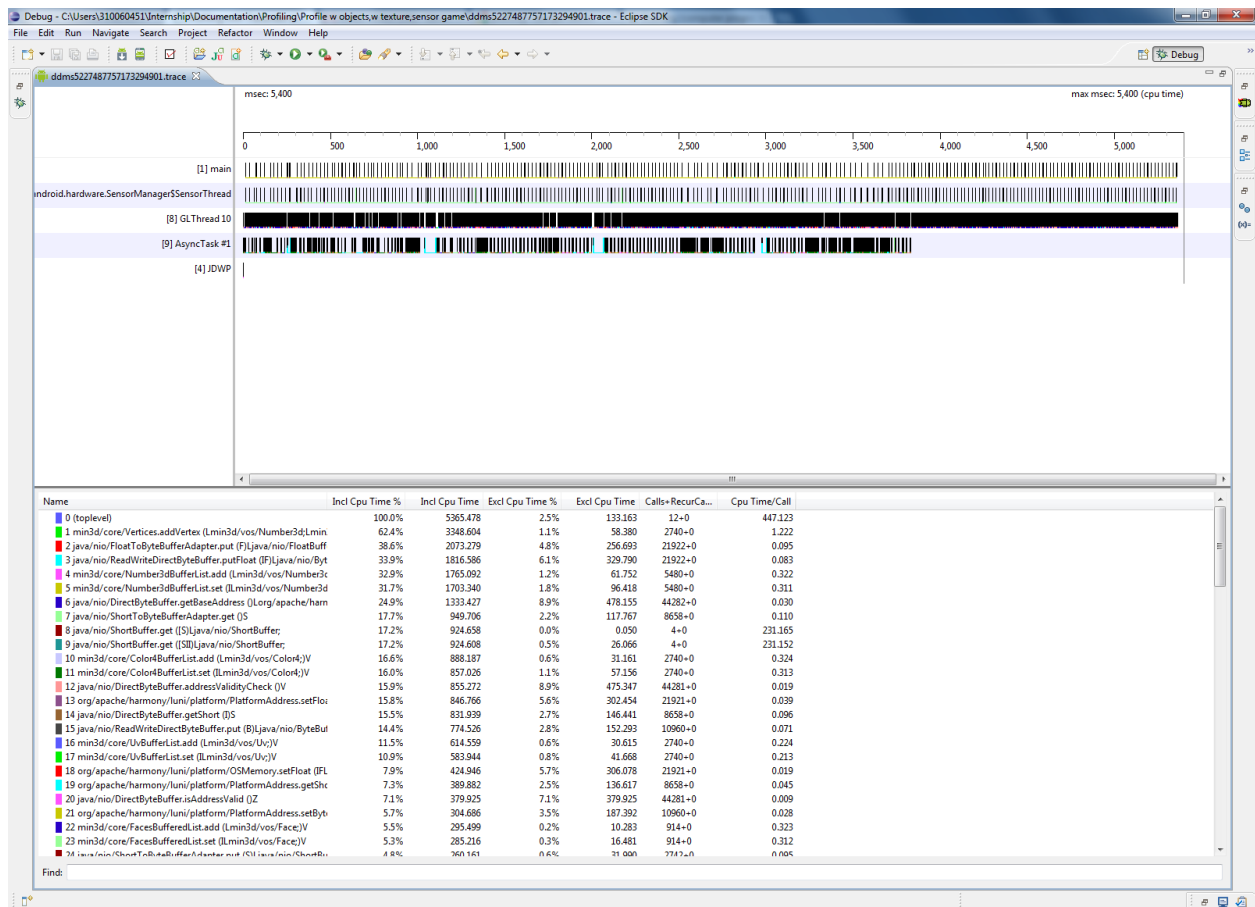 Debug - C:\Users\310060451\Internship\Documentation\Profiling\Profile w objects,w texture,sensor game\ddms5227487757173294901.trace - Eclipse SDK
File Edit Run Navigate Search Project Refactor Window Help
Debug
ddms5227487757173294901.trace
msec: 5,400 max msec: 5,400 (cpu time)
0 500 1,000 1,500 2,000 2,500 3,000 3,500 4,000 4,500 5,000
[1] main
ndroid.hardware.SensorManager$SensorThread
[8] GLThread 10
[9] AsyncTask #1
[4] JDWP
Name Incl Cpu Time % Incl Cpu Time Excl Cpu Time % Excl Cpu Time Calls+RecurCa... Cpu Time/Call
0 (toplevel) 100.0% 5365.478 2.5% 133.163 12+0 447.123
1 min3d/core/Vertices.addVertex (Lmin3d/vos/Number3d;Lmin 62.4% 3348.604 1.1% 58.380 2740+0 1.222
2 java/nio/FloatToByteBufferAdapter.put (F)Ljava/nio/FloatBuff 38.6% 2073.279 4.8% 256.693 21922+0 0.095
3 java/nio/ReadWriteDirectByteBuffer.putFloat (IF)Ljava/nio/Byt 33.9% 1816.586 6.1% 329.790 21922+0 0.083
4 min3d/core/Number3dBufferList.add (Lmin3d/vos/Number3d 32.9% 1765.092 1.2% 61.752 5480+0 0.322
5 min3d/core/Number3dBufferList.set (ILmin3d/vos/Number3d 31.7% 1703.340 1.8% 96.418 5480+0 0.311
6 java/nio/DirectByteBuffer.getBaseAddress ()Lorg/apache/harn 24.9% 1333.427 8.9% 478.155 44282+0 0.030
7 java/nio/ShortToByteBufferAdapter.get ()S 17.7% 949.706 2.2% 117.767 8658+0 0.110
8 java/nio/ShortBuffer.get ([S)Ljava/nio/ShortBuffer; 17.2% 924.658 0.0% 0.050 4+0 231.165
9 java/nio/ShortBuffer.get ([SII)Ljava/nio/ShortBuffer; 17.2% 924.608 0.5% 26.066 4+0 231.152
10 min3d/core/Color4BufferList.add (Lmin3d/vos/Color4;)V 16.6% 888.187 0.6% 31.161 2740+0 0.324
11 min3d/core/Color4BufferList.set (ILmin3d/vos/Color4;)V 16.0% 857.026 1.1% 57.156 2740+0 0.313
12 java/nio/DirectByteBuffer.addressValidityCheck ()V 15.9% 855.272 8.9% 475.347 44281+0 0.019
13 org/apache/harmony/luni/platform/PlatformAddress.setFloa 15.8% 846.766 5.6% 302.454 21921+0 0.039
14 java/nio/DirectByteBuffer.getShort (I)S 15.5% 831.939 2.7% 146.441 8658+0 0.096
15 java/nio/ReadWriteDirectByteBuffer.put (B)Ljava/nio/ByteBuf 14.4% 774.526 2.8% 152.293 10960+0 0.071
16 min3d/core/UvBufferList.add (Lmin3d/vos/Uv;)V 11.5% 614.559 0.6% 30.615 2740+0 0.224
17 min3d/core/UvBufferList.set (ILmin3d/vos/Uv;)V 10.9% 583.944 0.8% 41.668 2740+0 0.213
18 org/apache/harmony/luni/platform/OSMemory.setFloat (IFL 7.9% 424.946 5.7% 306.078 21921+0 0.019
19 org/apache/harmony/luni/platform/PlatformAddress.getSho 7.3% 389.882 2.5% 136.617 8658+0 0.045
20 java/nio/DirectByteBuffer.isAddressValid ()Z 7.1% 379.925 7.1% 379.925 44281+0 0.009
21 org/apache/harmony/luni/platform/PlatformAddress.setByt 5.7% 304.686 3.5% 187.392 10960+0 0.028
22 min3d/core/FacesBufferedList.add (Lmin3d/vos/Face;)V 5.5% 295.499 0.2% 10.283 914+0 0.323
23 min3d/core/FacesBufferedList.set (ILmin3d/vos/Face;)V 5.3% 285.216 0.3% 16.481 914+0 0.312
24 java/nio/ShortToByteBufferAdapter.put (S)Ljava/nio/ShortBu 4.8% 260.161 0.6% 31.990 2742+0 0.095
Find: